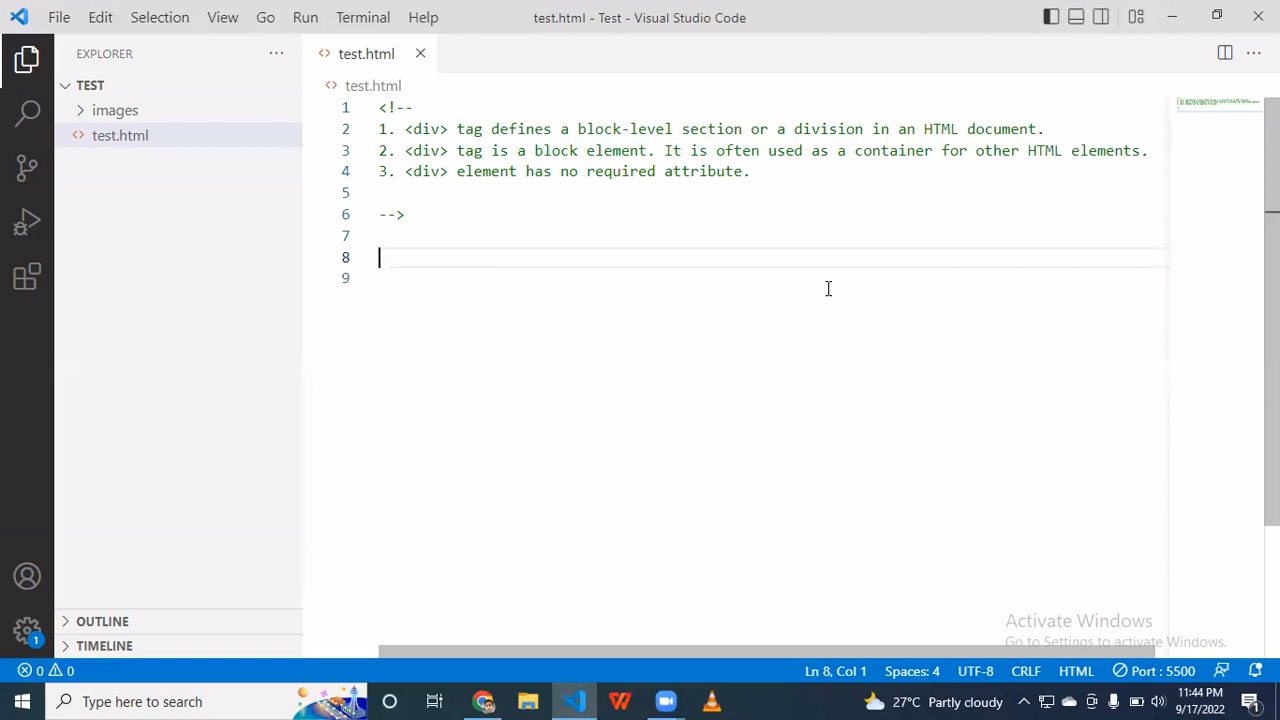 File Edit Selection View Go Run Terminal Help test.html - Test - Visual Studio Code
EXPLORER
test.html
TEST
images
test.html
test.html
1 <!--
2 1. <div> tag defines a block-level section or a division in an HTML document.
3 2. <div> tag is a block element. It is often used as a container for other HTML elements.
4 3. <div> element has no required attribute.
5
6 -->
7
8
9
Activate Windows
Go to Settings to activate Windows.
OUTLINE
TIMELINE
1
0 0 Ln 8, Col 1 Spaces: 4 UTF-8 CRLF HTML Port : 5500
Type here to search
27°C Partly cloudy
11:44 PM
9/17/2022
1